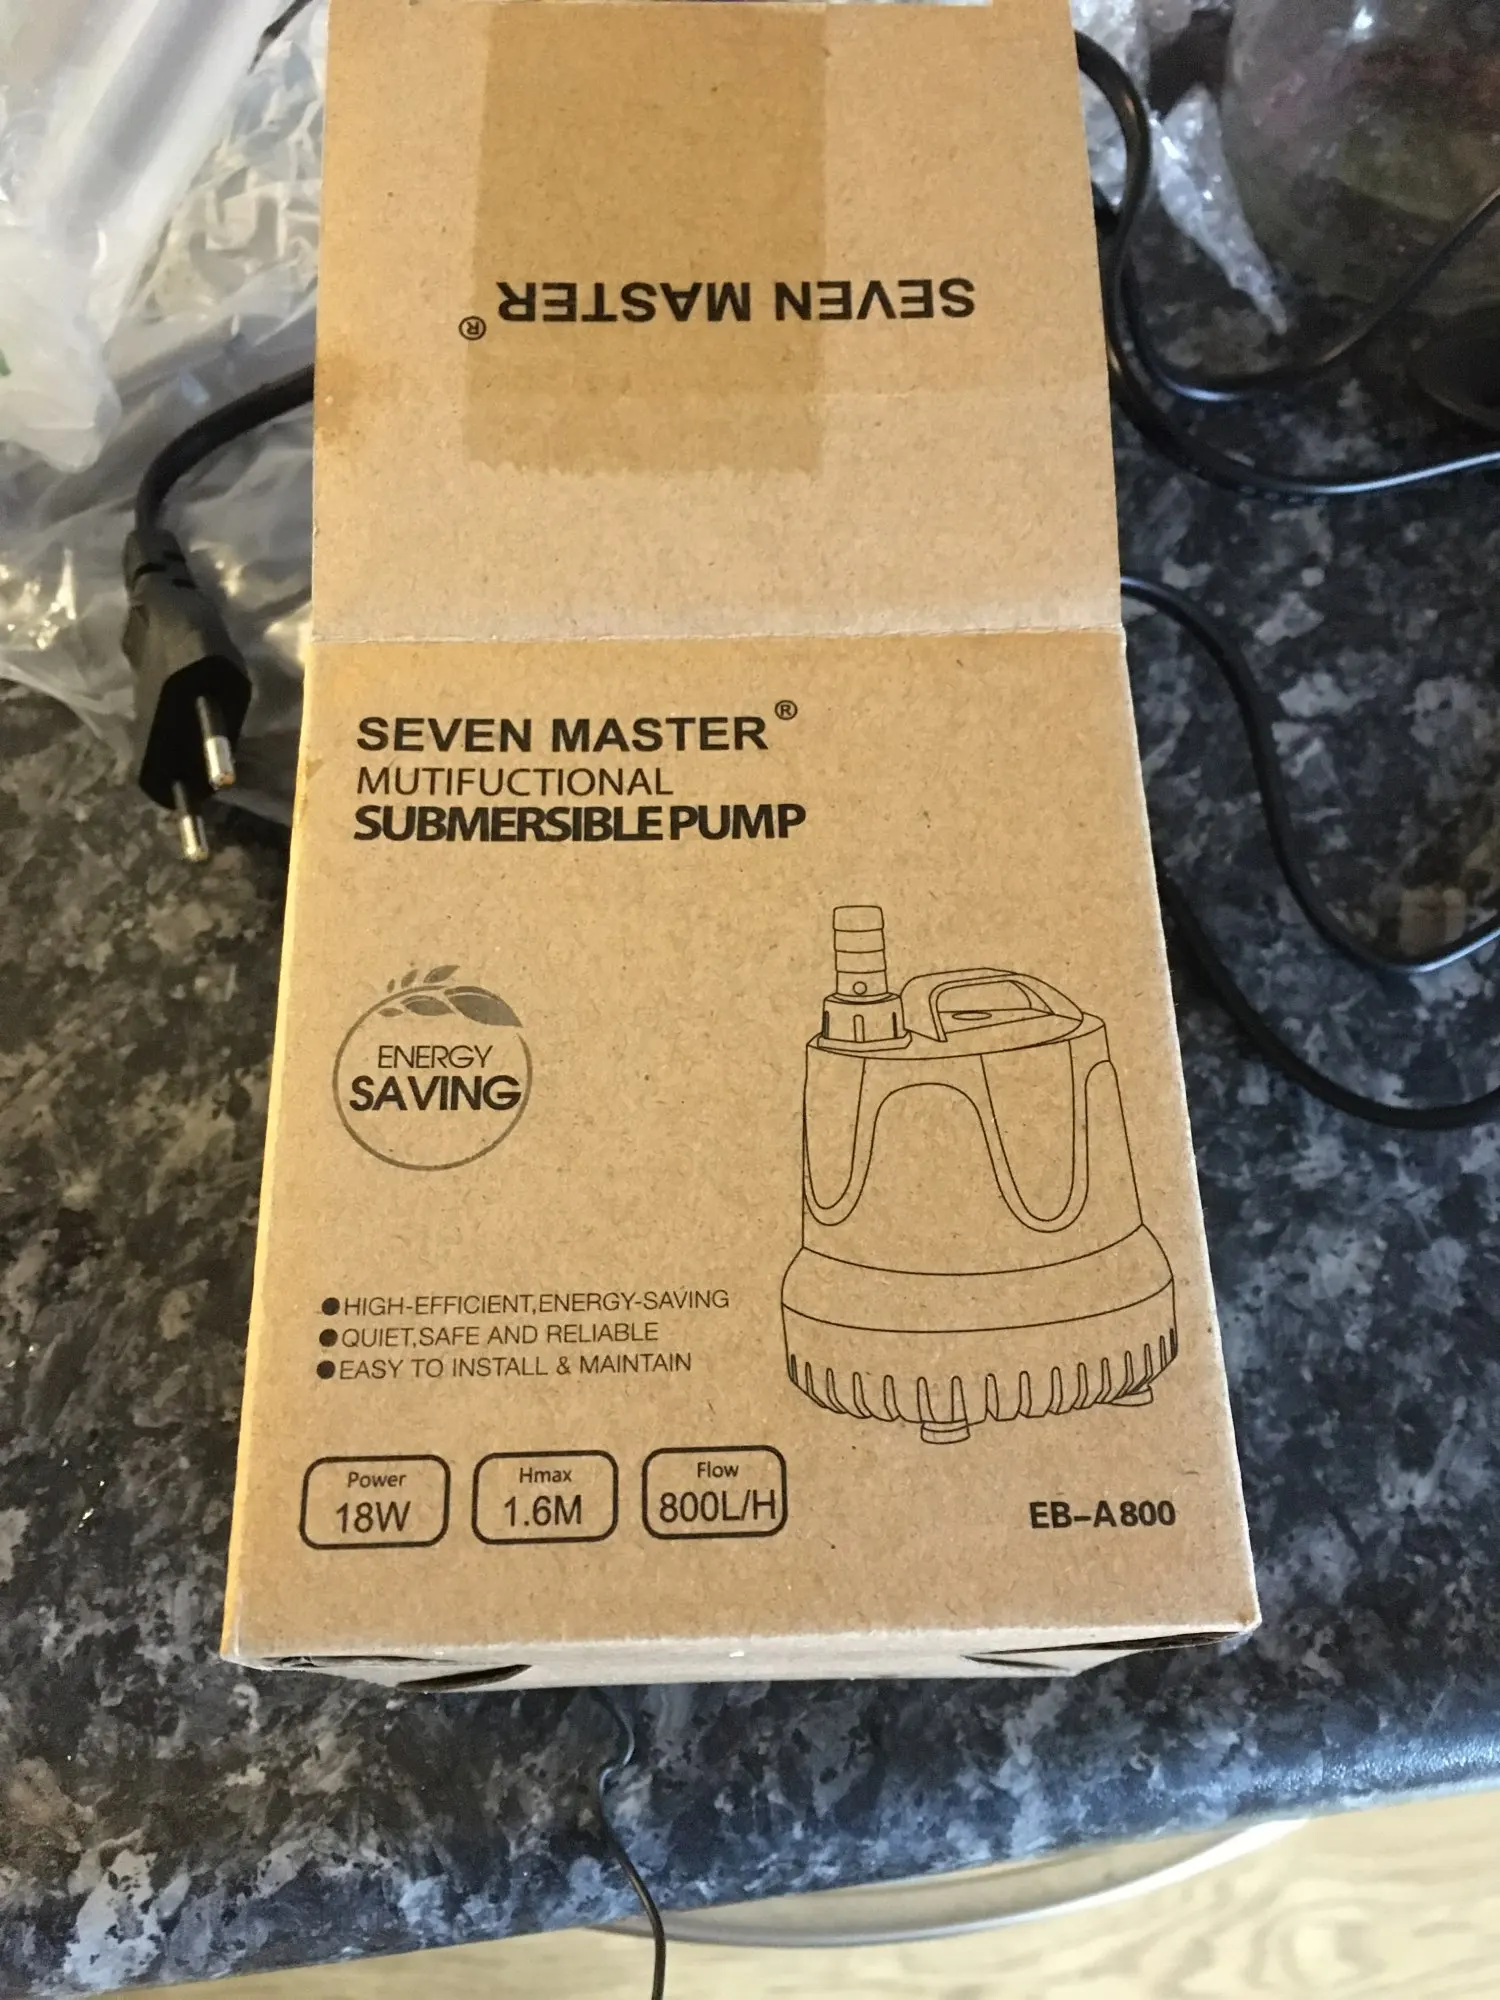 SEVEN MASTER®
SEVEN MASTER®
MUTIFUCTIONAL
SUBMERSIBLE PUMP
ENERGY
SAVING
●HIGH-EFFICIENT,ENERGY-SAVING
●QUIET,SAFE AND RELIABLE
●EASY TO INSTALL & MAINTAIN
Power
18W
Hmax
1.6M
Flow
800L/H
EB-A800